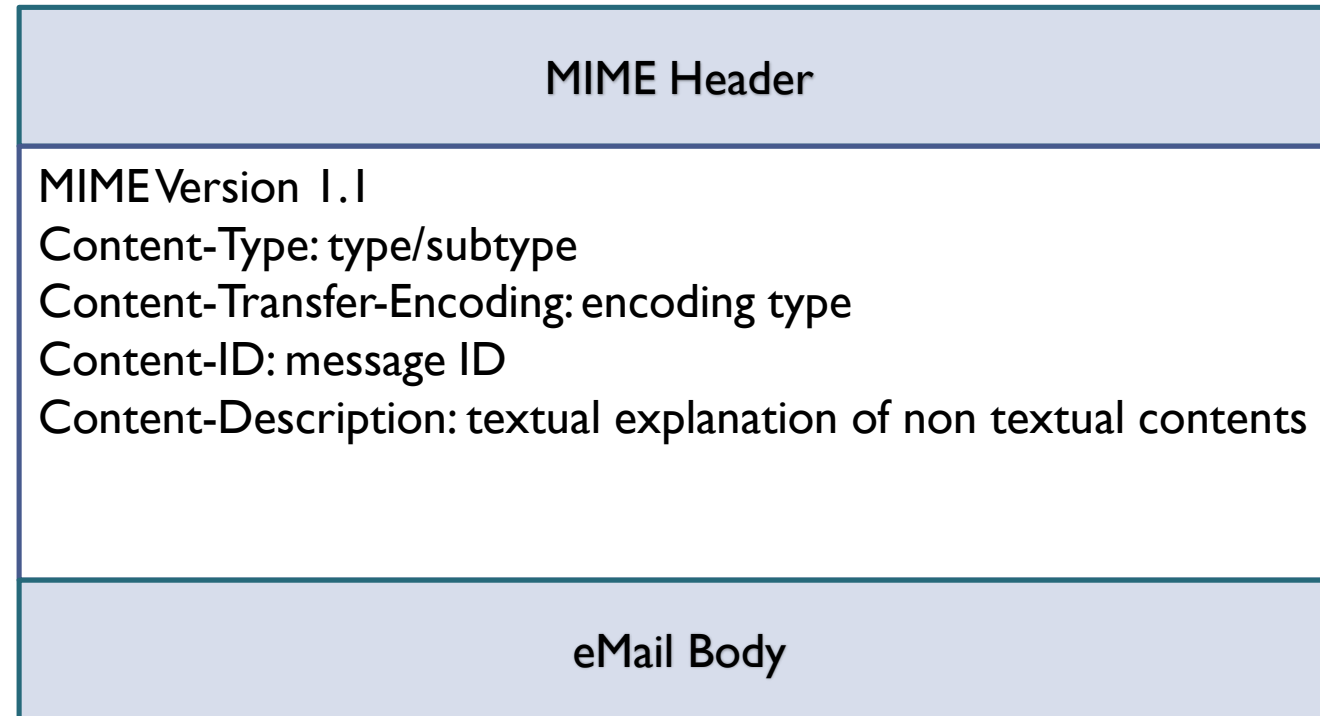 MIME Header
MIME Version 1.1
Content-Type: type/subtype
Content-Transfer-Encoding: encoding type
Content-ID: message ID
Content-Description: textual explanation of non textual contents
eMail Body